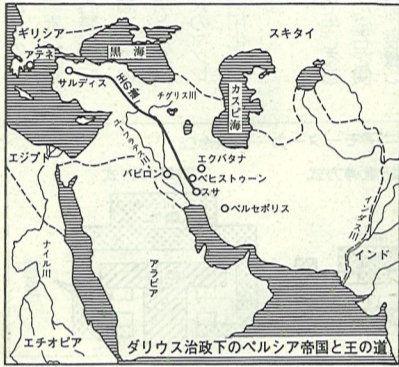 ギリシアー
アテネ
黒海
スキタイ
サルディス
王の道
チグリス川
カスピ海
エクバタナ
ユーフラテス川
エジプト
バビロン
ベヒストゥーン
スサ
ペルセポリス
インダス川
インド
ナイル川
アラビア
エチオピア
ダリウス治政下のペルシア帝国と王の道